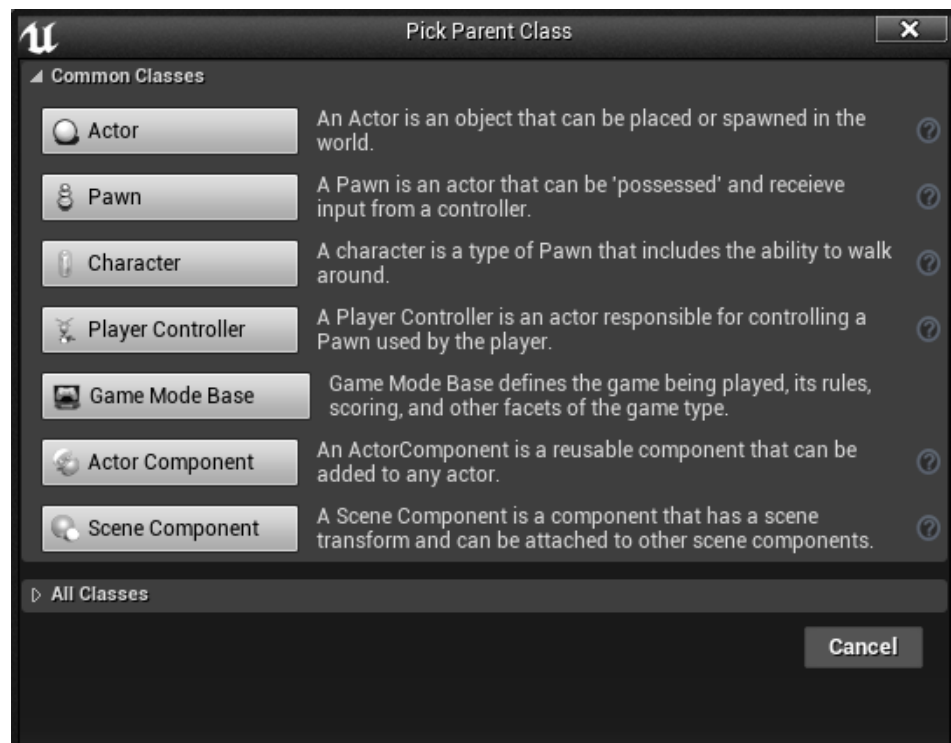 Pick Parent Class
Common Classes
Actor
An Actor is an object that can be placed or spawned in the
world.
Pawn
A Pawn is an actor that can be 'possessed' and receieve
input from a controller.
Character
A character is a type of Pawn that includes the ability to walk
around.
Player Controller
A Player Controller is an actor responsible for controlling a
Pawn used by the player.
Game Mode Base
Game Mode Base defines the game being played, its rules,
scoring, and other facets of the game type.
Actor Component
An ActorComponent is a reusable component that can be
added to any actor.
Scene Component
A Scene Component is a component that has a scene
transform and can be attached to other scene components.
All Classes
Cancel